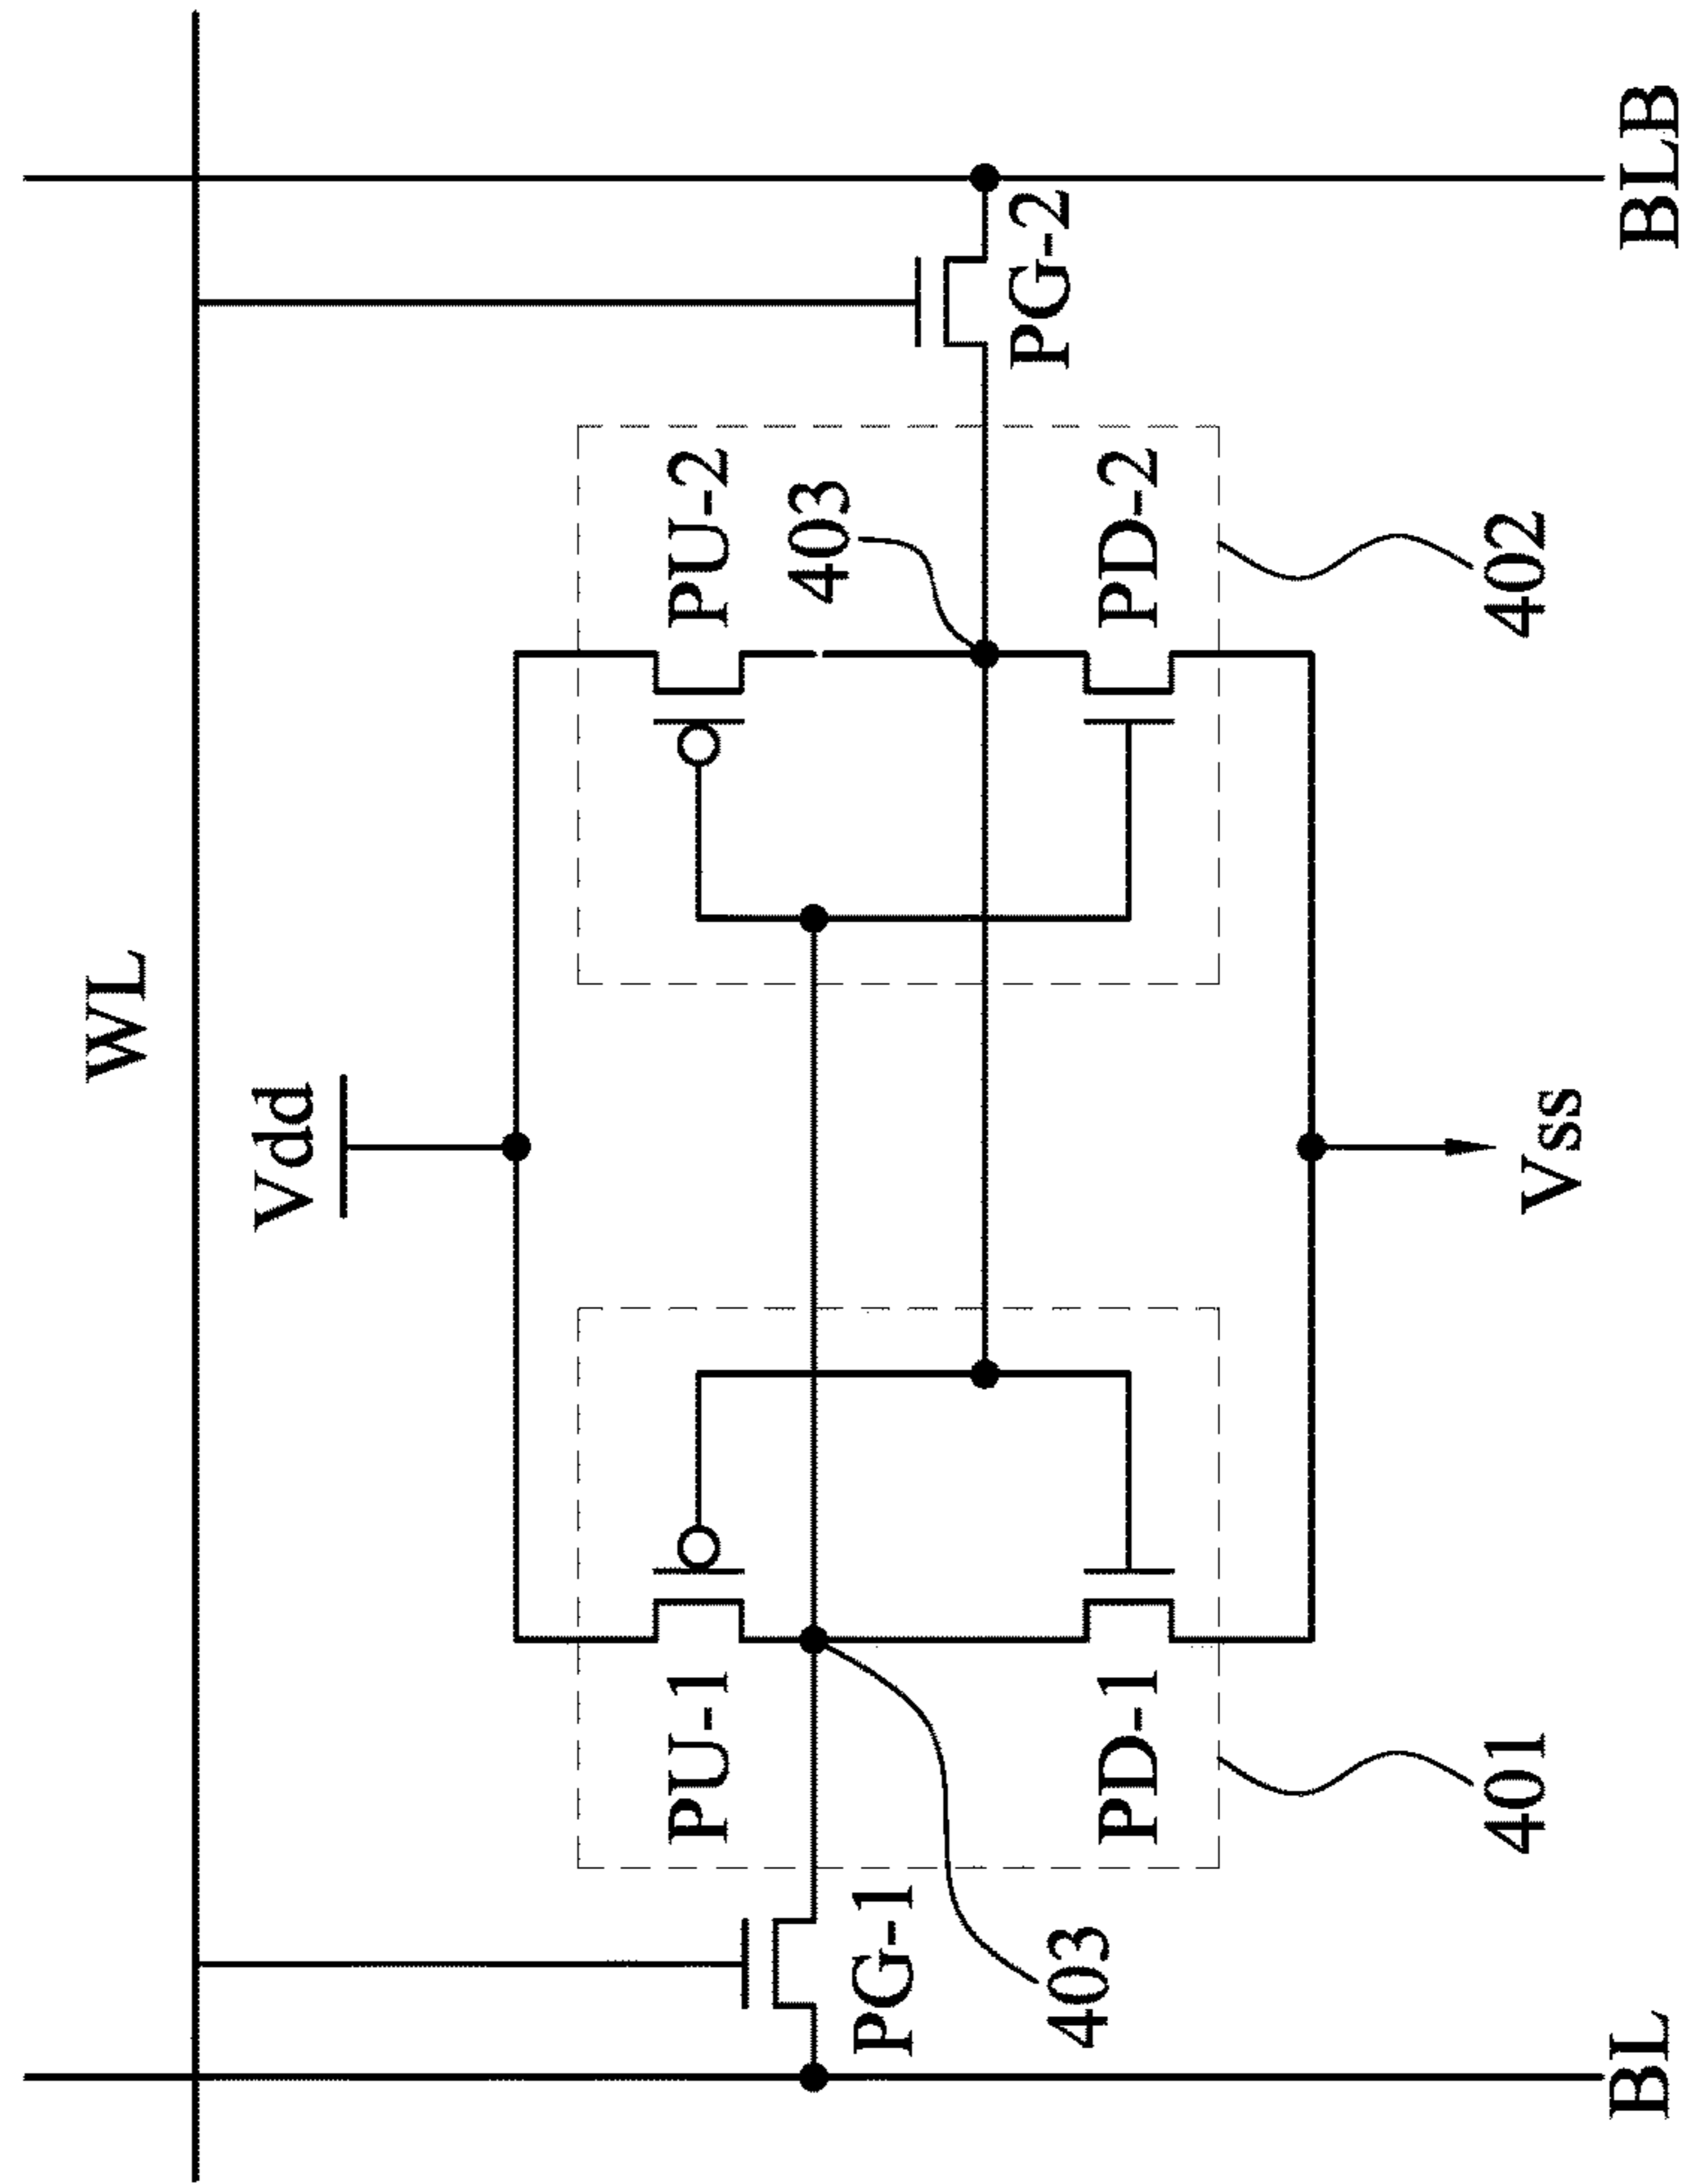 WL
Vdd
PU-1
PU-2
403
PG-1
PG-2
403
PD-1
PD-2
401
402
Vss
BL
BLB